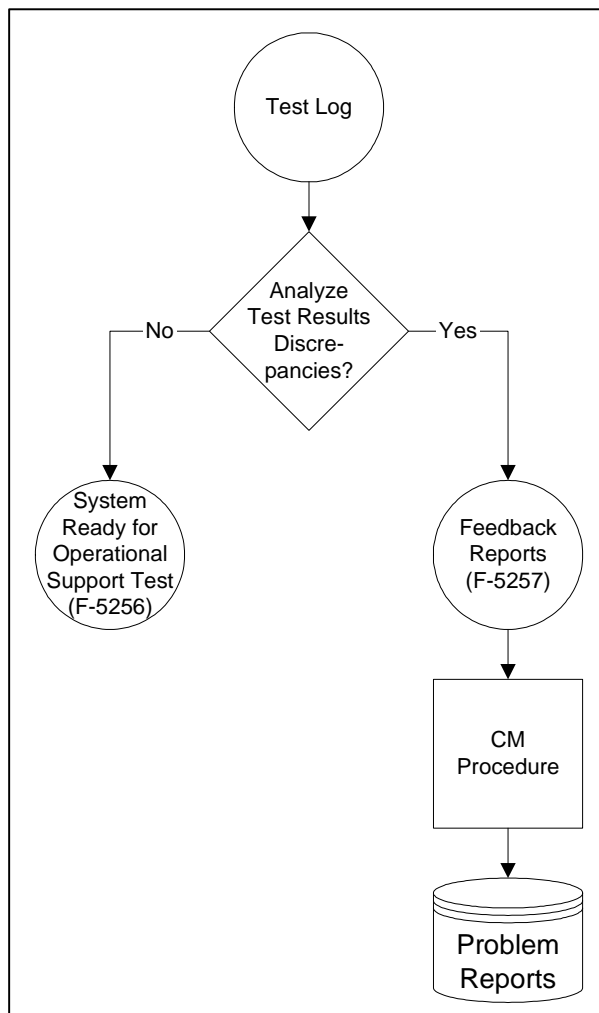 Test Log
Analyze
Test Results
Discre-
pancies?
No
Yes
System
Ready for
Operational
Support Test
(F-5256)
Feedback
Reports
(F-5257)
CM
Procedure
Problem
Reports